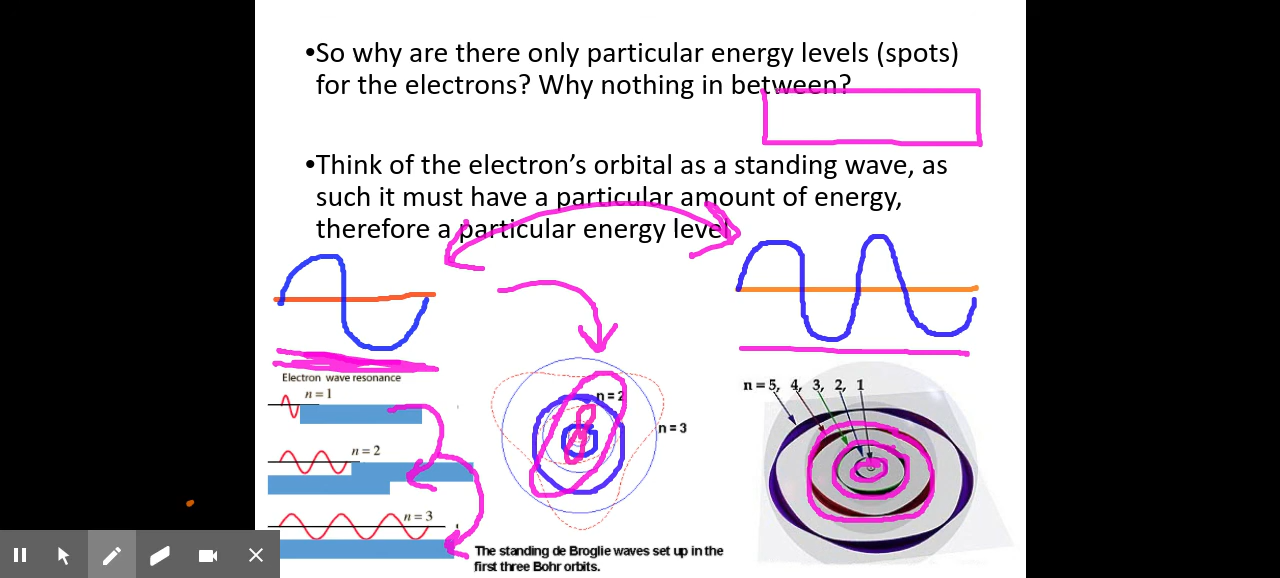 •So why are there only particular energy levels (spots)
for the electrons? Why nothing in between?
•Think of the electron’s orbital as a standing wave, as
such it must have a particular amount of energy,
therefore a particular energy level
Electron wave resonance
n = 1
n = 2
n = 3
n = 2
n = 3
The standing de Broglie waves set up in the
first three Bohr orbits.
n = 5, 4, 3, 2, 1